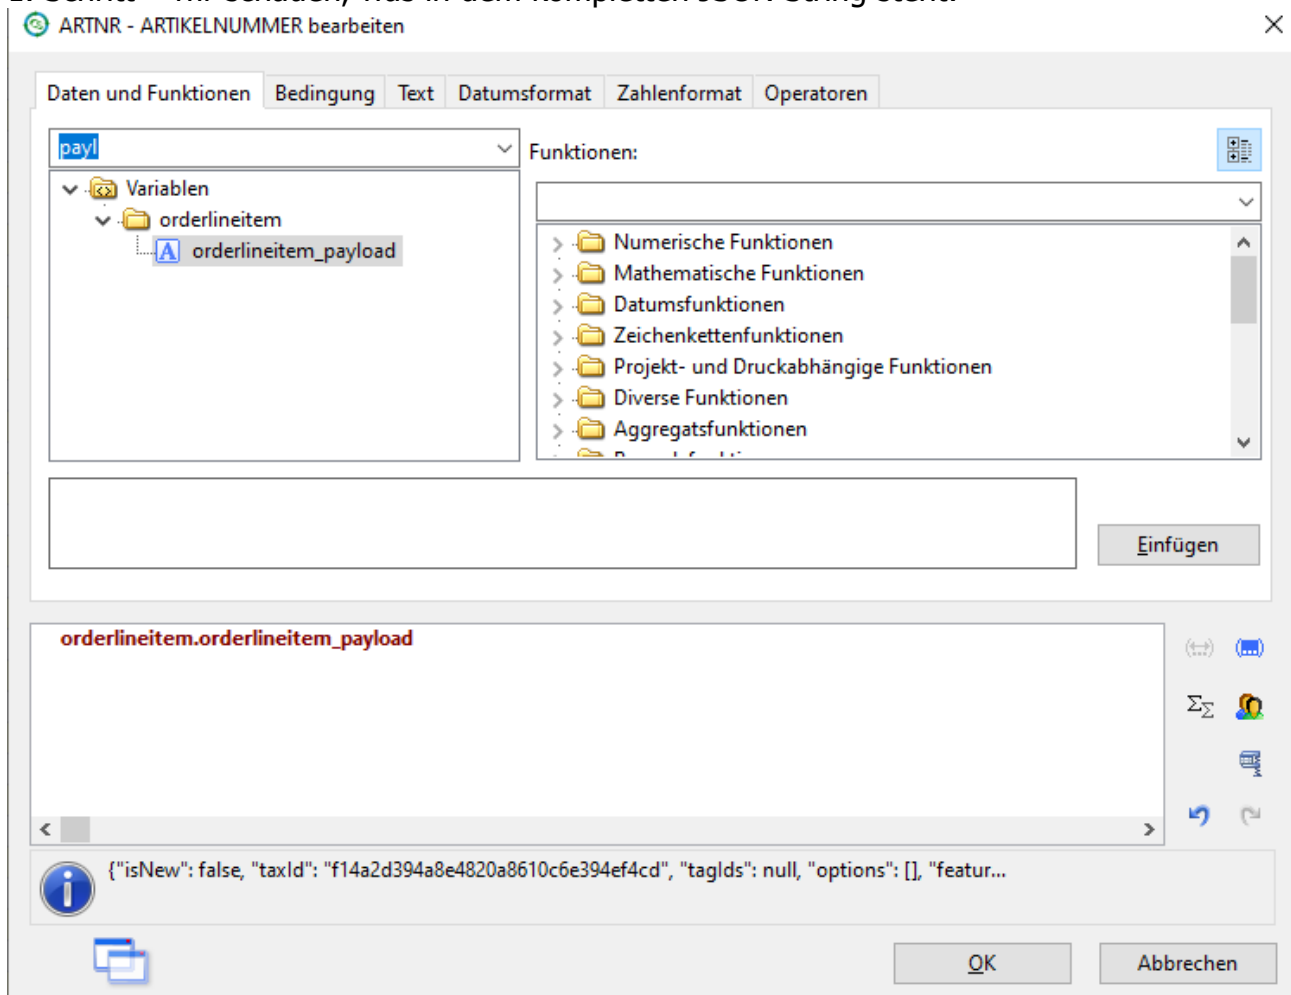 ARTNR - ARTIKELNUMMER bearbeiten
Daten und Funktionen Bedingung Text Datumsformat Zahlenformat Operatoren
payl
Funktionen:
Variablen
orderlineitem
orderlineitem_payload
Numerische Funktionen
Mathematische Funktionen
Datumsfunktionen
Zeichenkettenfunktionen
Projekt- und Druckabhängige Funktionen
Diverse Funktionen
Aggregatsfunktionen
Einfügen
orderlineitem.orderlineitem_payload
{"isNew": false, "taxId": "f14a2d394a8e4820a8610c6e394ef4cd", "tagIds": null, "options": [], "featur...
OK Abbrechen